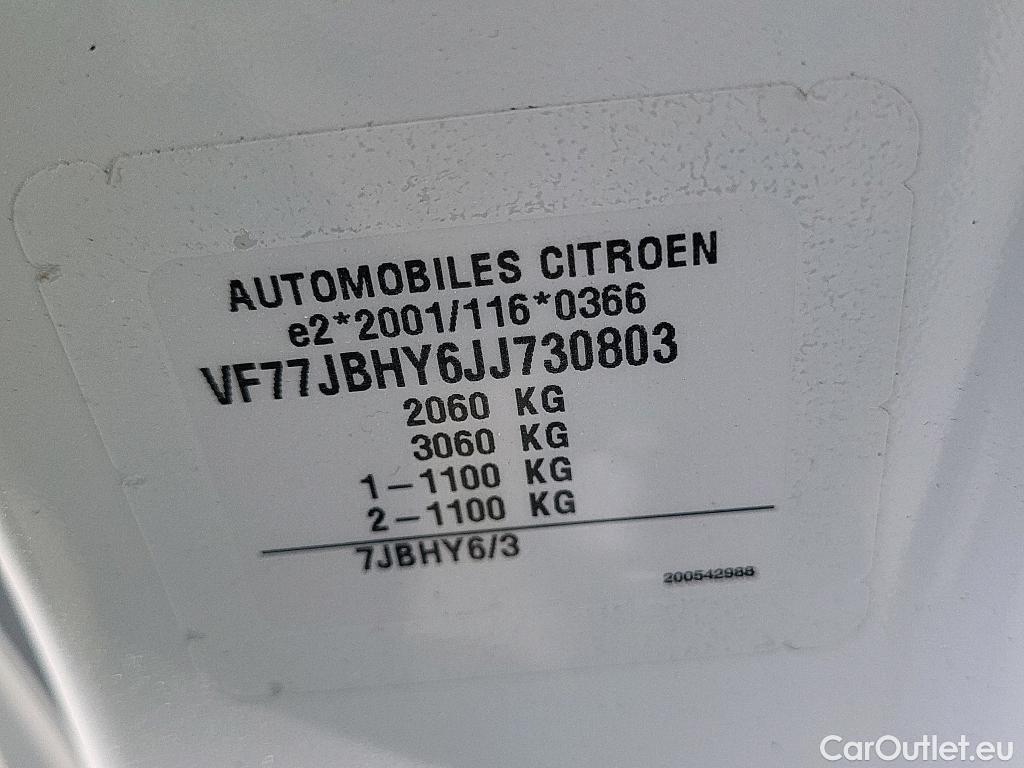 AUTOMOBILES CITROEN
e2*2001/116*0366
VF77JBHY6JJ730803
2060 KG
3060 KG
1-1100 KG
2-1100 KG
7JBHY6/3
200542988
CarOutlet.eu